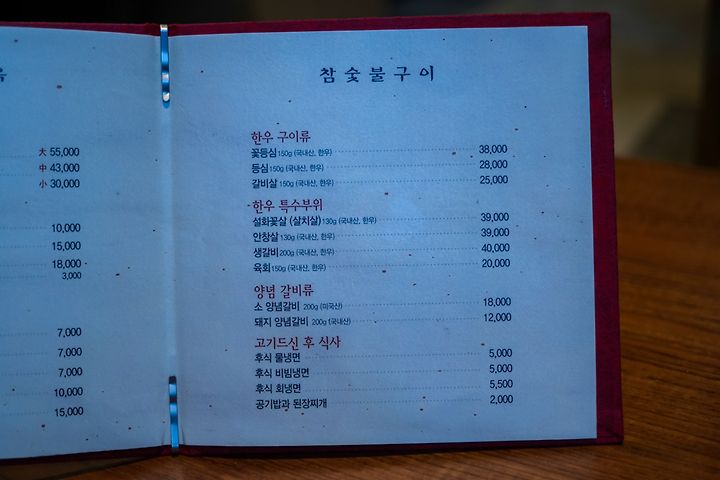 大 55,000
中 43,000
小 30,000
10,000
15,000
18,000
3,000
7,000
7,000
7,000
10,000
15,000
참숯불구이
한우 구이류
꽃등심 150g (국내산, 한우) 38,000
등심 150g (국내산, 한우) 28,000
갈비살 150g (국내산, 한우) 25,000
한우 특수부위
설화꽃살 (살치살) 130g (국내산, 한우) 39,000
안창살 130g (국내산, 한우) 39,000
생갈비 200g (국내산, 한우) 40,000
육회 150g (국내산, 한우) 20,000
양념 갈비류
소 양념갈비 200g (미국산) 18,000
돼지 양념갈비 200g (국내산) 12,000
고기드신 후 식사
후식 물냉면 5,000
후식 비빔냉면 5,000
후식 회냉면 5,500
공기밥과 된장찌개 2,000